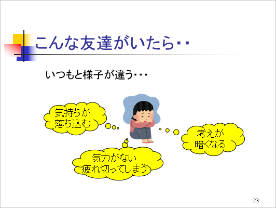 こんな友達がいたら・・
いつもと様子が違う・・・
気持ちが
落ち込む
考えが
暗くなる
気力がない
疲れ切ってしまう